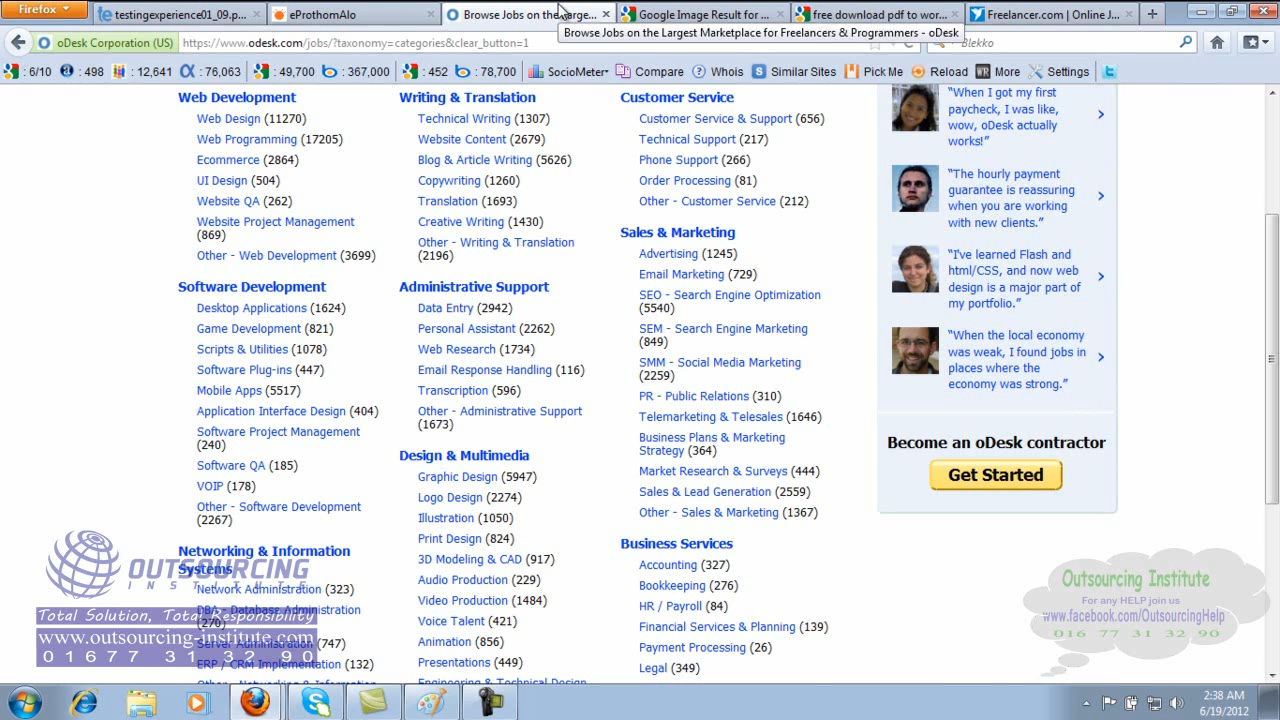 Firefox
testingexperience01_09.p...
eProthomAlo
Browse Jobs on the Large...
Google Image Result for ...
free download pdf to wor...
Freelancer.com | Online J...
Browse Jobs on the Largest Marketplace for Freelancers & Programmers - oDesk
oDesk Corporation (US)
https://www.odesk.com/jobs/?taxonomy=categories&clear_button=1
Blekko
: 6/10 : 498 : 12,641 : 76,063 : 49,700 : 367,000 : 452 : 78,700 SocioMeter Compare Whois Similar Sites Pick Me Reload More Settings
Web Development
Web Design (11270)
Web Programming (17205)
Ecommerce (2864)
UI Design (504)
Website QA (262)
Website Project Management
(869)
Other - Web Development (3699)
Software Development
Desktop Applications (1624)
Game Development (821)
Scripts & Utilities (1078)
Software Plug-ins (447)
Mobile Apps (5517)
Application Interface Design (404)
Software Project Management
(240)
Software QA (185)
VOIP (178)
Other - Software Development
(2267)
Networking & Information
Systems
Network Administration (323)
DBA - Database Administration
(270)
Server Administration (747)
ERP / CRM Implementation (132)
Writing & Translation
Technical Writing (1307)
Website Content (2679)
Blog & Article Writing (5626)
Copywriting (1260)
Translation (1693)
Creative Writing (1430)
Other - Writing & Translation
(2196)
Administrative Support
Data Entry (2942)
Personal Assistant (2262)
Web Research (1734)
Email Response Handling (116)
Transcription (596)
Other - Administrative Support
(1673)
Design & Multimedia
Graphic Design (5947)
Logo Design (2274)
Illustration (1050)
Print Design (824)
3D Modeling & CAD (917)
Audio Production (229)
Video Production (1484)
Voice Talent (421)
Animation (856)
Presentations (449)
Engineering & Technical Design
Customer Service
Customer Service & Support (656)
Technical Support (217)
Phone Support (266)
Order Processing (81)
Other - Customer Service (212)
Sales & Marketing
Advertising (1245)
Email Marketing (729)
SEO - Search Engine Optimization
(5540)
SEM - Search Engine Marketing
(849)
SMM - Social Media Marketing
(2259)
PR - Public Relations (310)
Telemarketing & Telesales (1646)
Business Plans & Marketing
Strategy (364)
Market Research & Surveys (444)
Sales & Lead Generation (2559)
Other - Sales & Marketing (1367)
Business Services
Accounting (327)
Bookkeeping (276)
HR / Payroll (84)
Financial Services & Planning (139)
Payment Processing (26)
Legal (349)
“When I got my first
paycheck, I was like,
wow, oDesk actually
works!”
“The hourly payment
guarantee is reassuring
when you are working
with new clients.”
“I've learned Flash and
html/CSS, and now web
design is a major part of
my portfolio.”
“When the local economy
was weak, I found jobs in
places where the
economy was strong.”
Become an oDesk contractor
Get Started
OUTSOURCING
INSTITUTE
Total Solution, Total Responsibility
www.outsourcing-institute.com
01677 31 32 90
Outsourcing Institute
For any HELP join us
www.facebook.com/OutsourcingHelp
01677 31 32 90
2:38 AM
6/19/2012